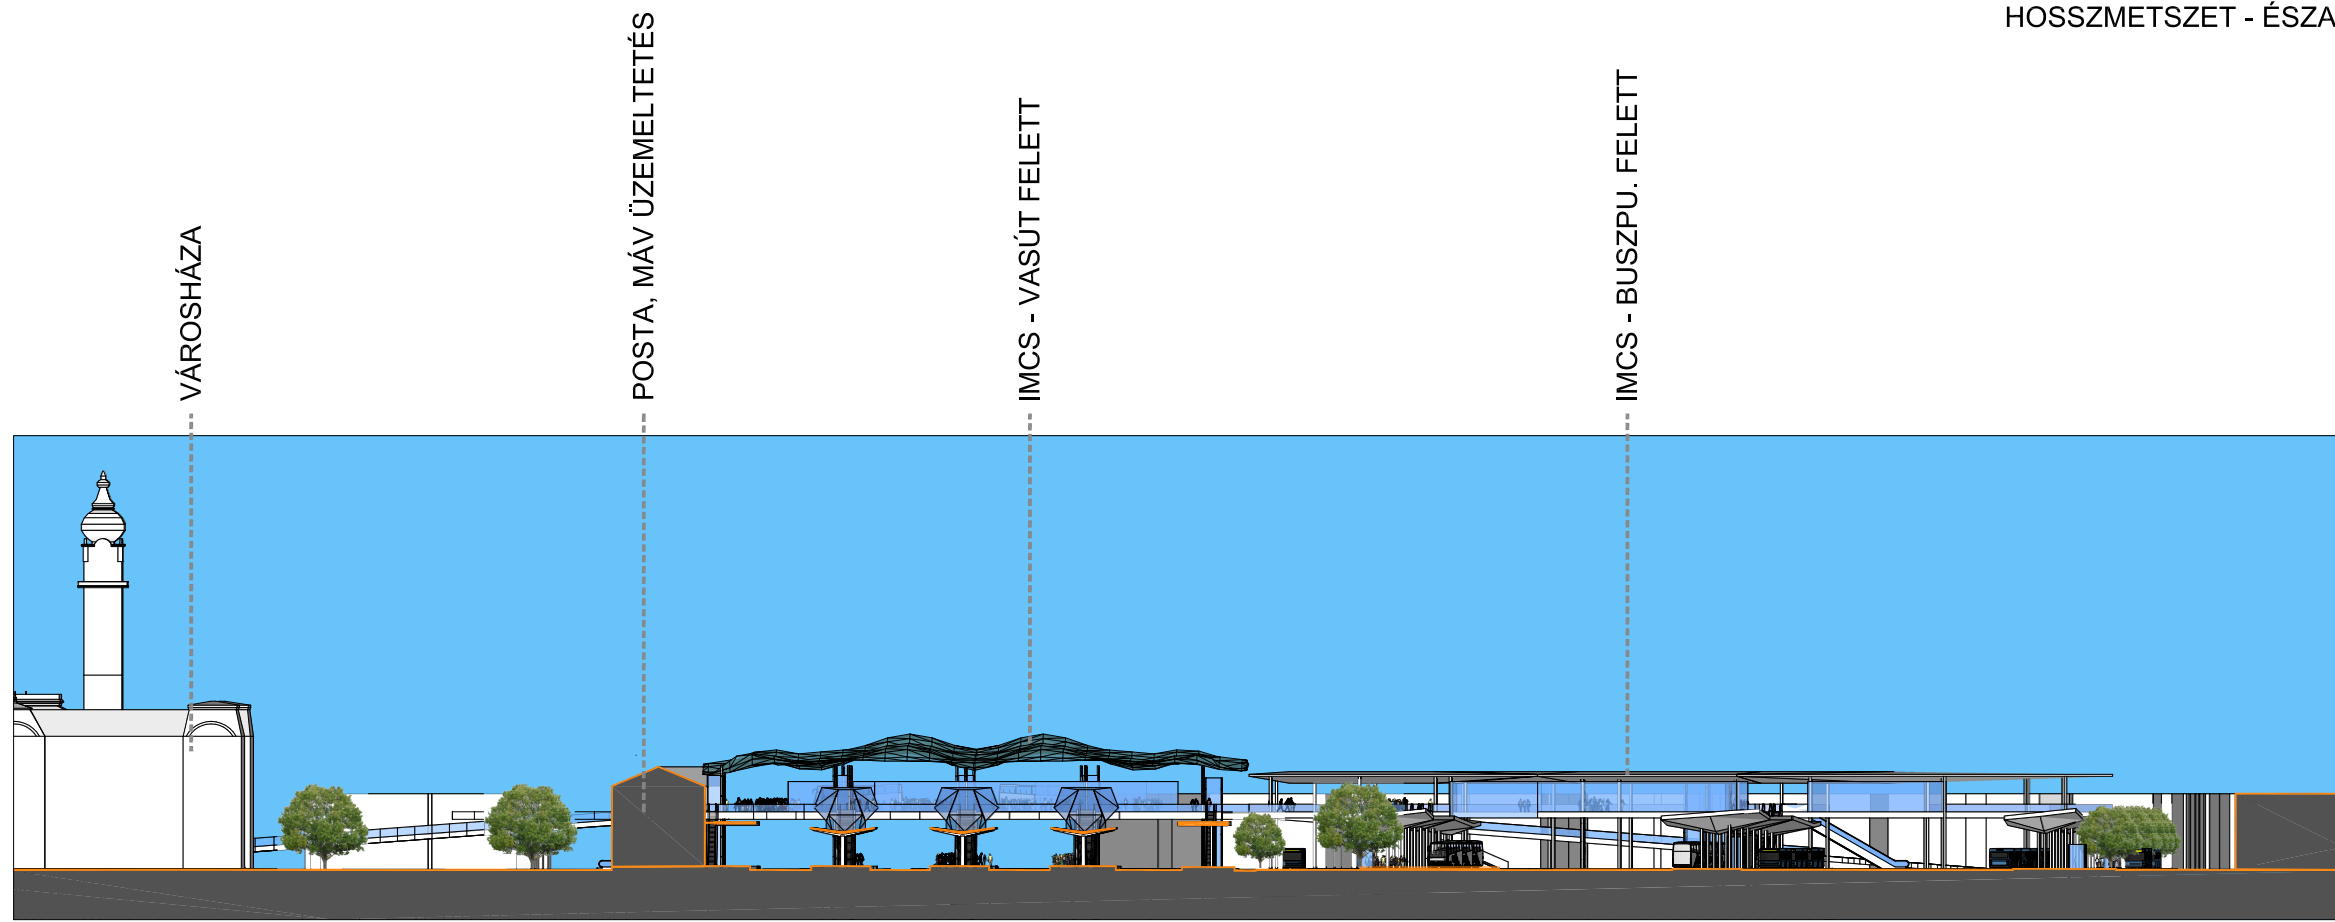 HOSSZMETSZET - ÉSZA
VÁROSHÁZA
POSTA, MÁV ÜZEMELTETÉS
IMCS - VASÚT FELETT
IMCS - BUSZPU. FELETT